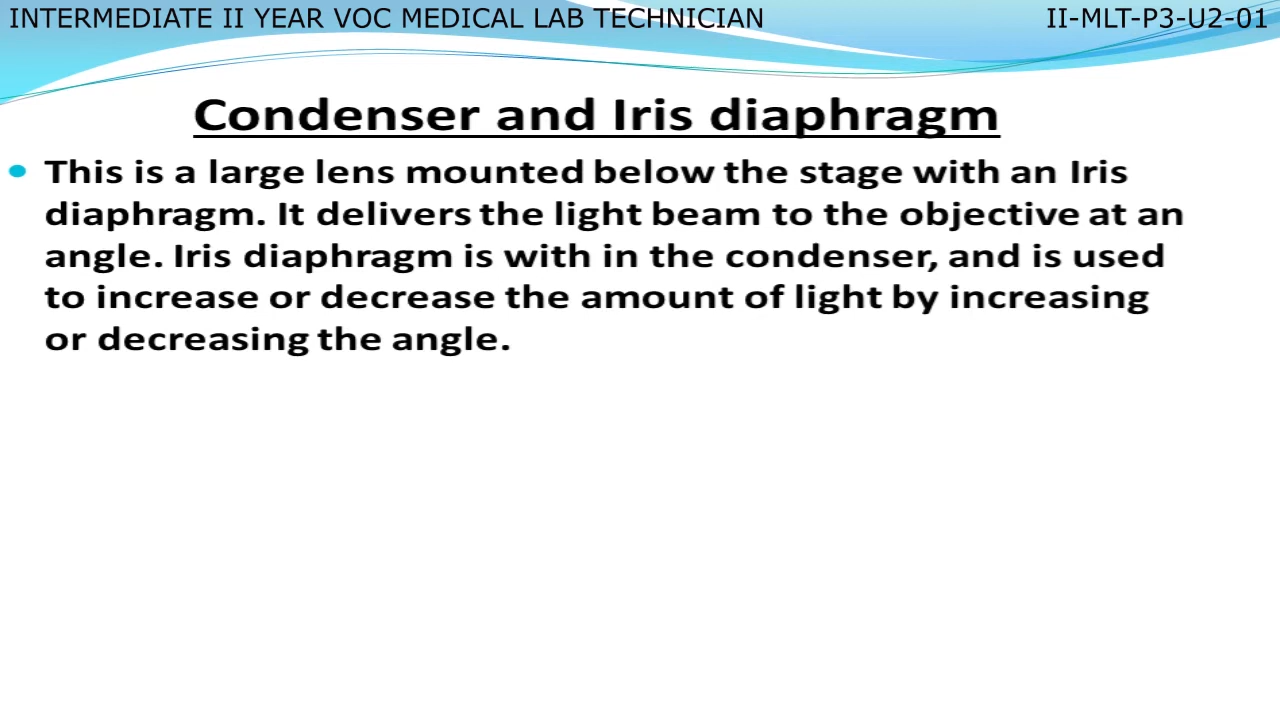 INTERMEDIATE II YEAR VOC MEDICAL LAB TECHNICIAN II-MLT-P3-U2-01
Condenser and Iris diaphragm
• This is a large lens mounted below the stage with an Iris
diaphragm. It delivers the light beam to the objective at an
angle. Iris diaphragm is with in the condenser, and is used
to increase or decrease the amount of light by increasing
or decreasing the angle.